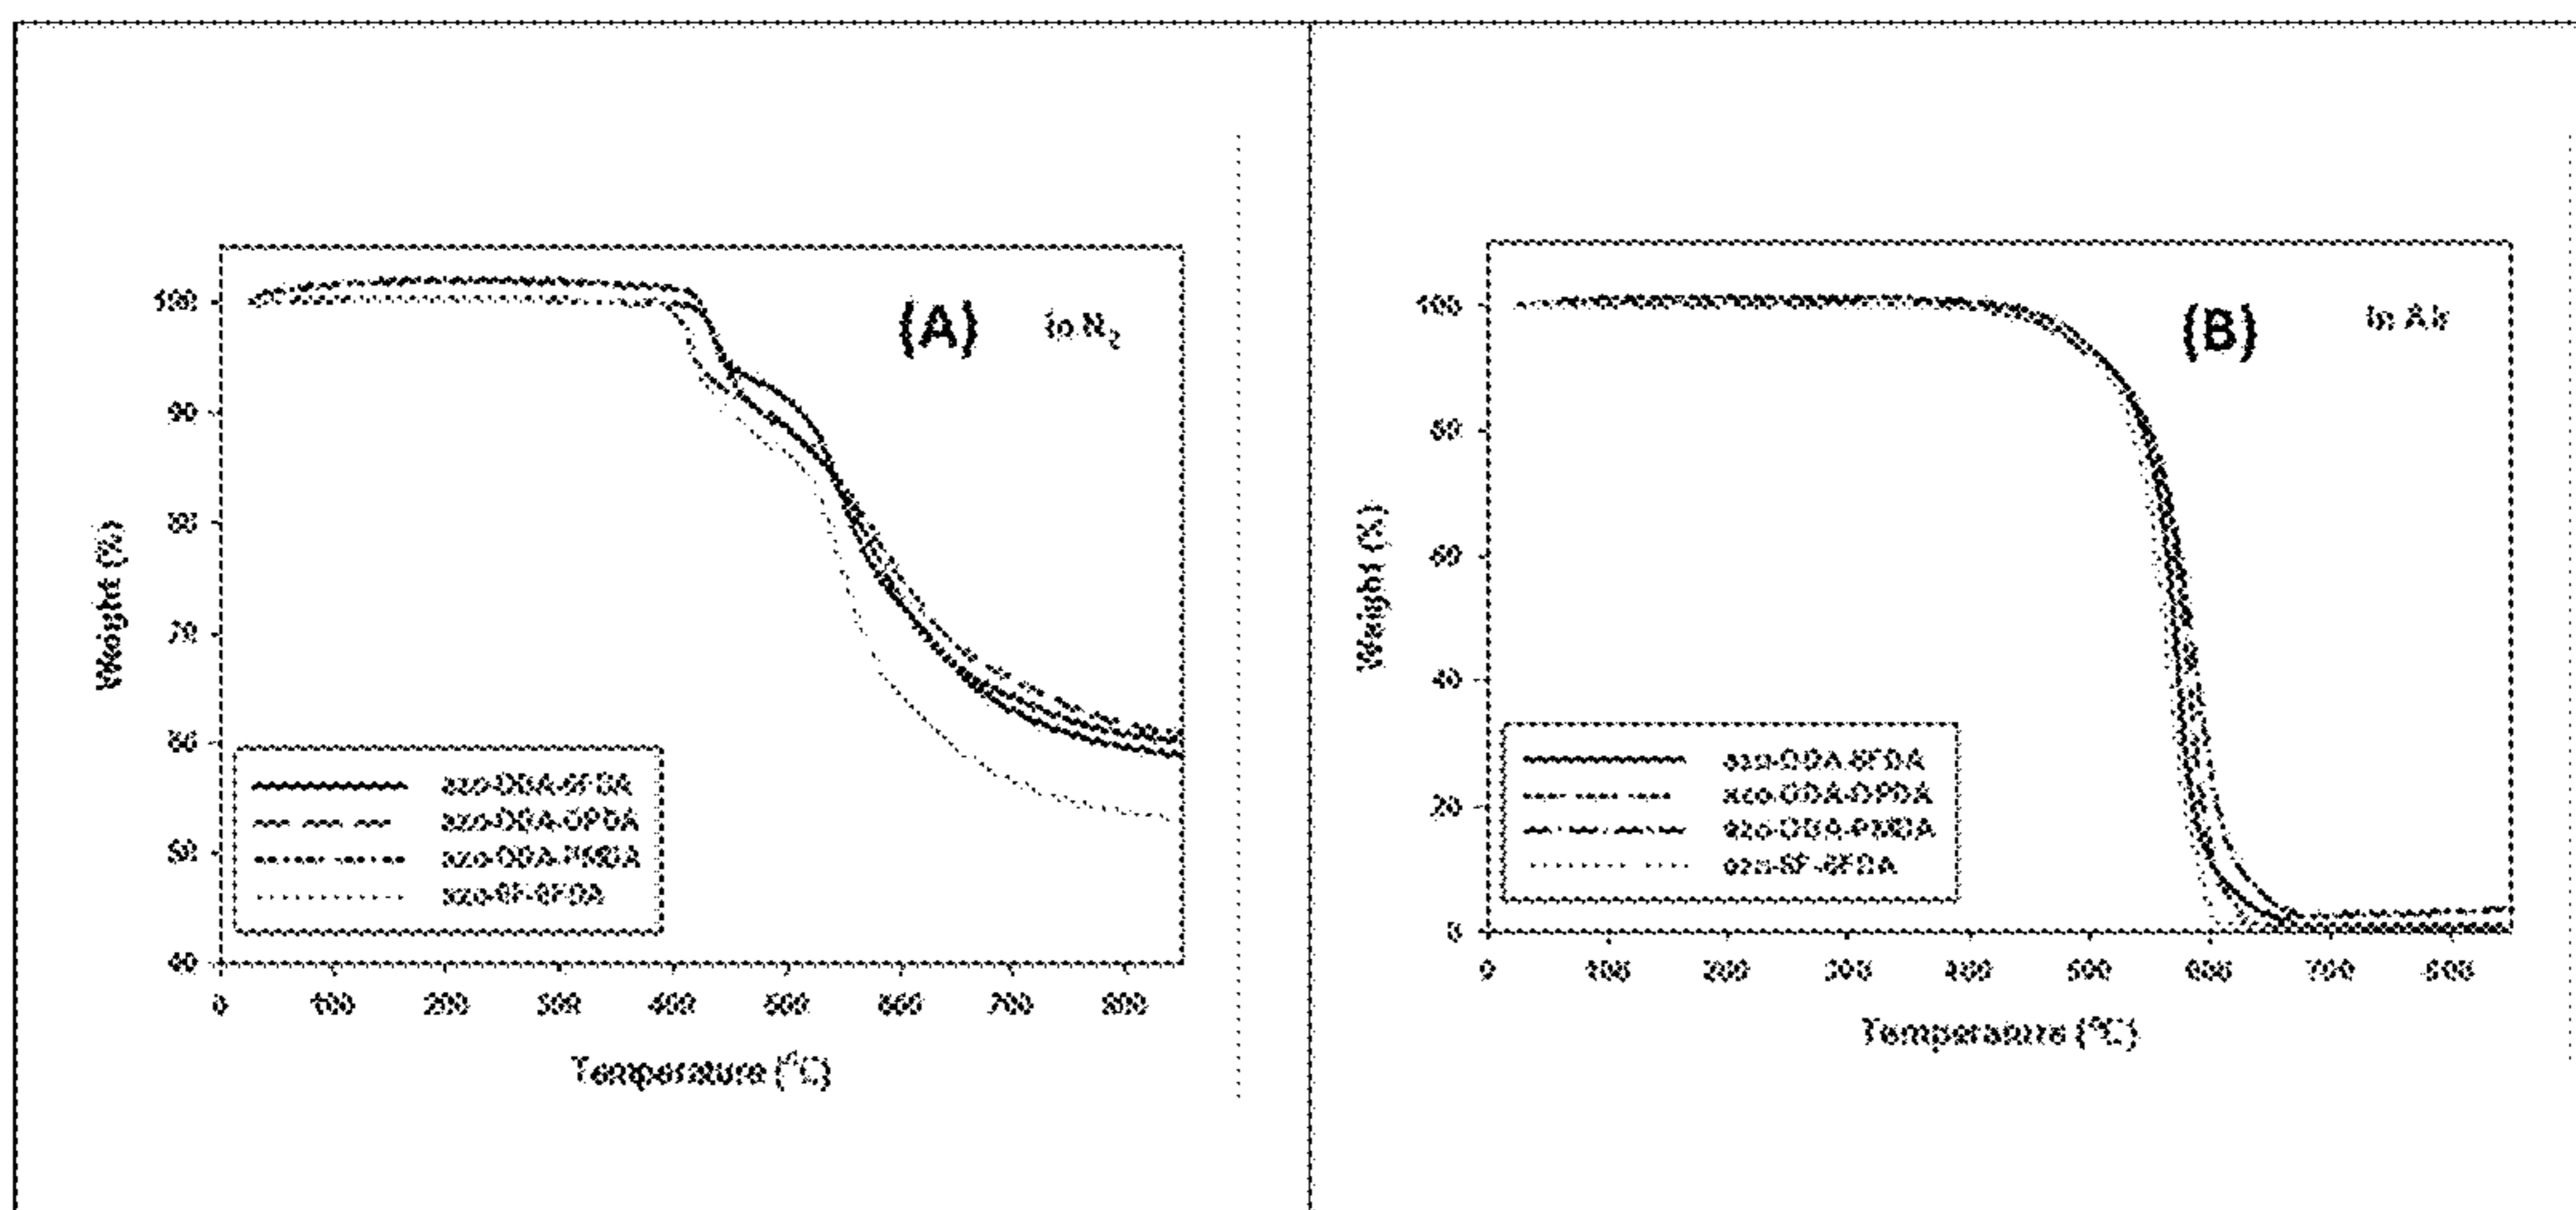 (A) in N2
100
90
80
70
60
50
40
Weight (%)
azo-ODA-6FDA
azo-ODA-OPDA
azo-ODA-PMDA
azo-6F-6FDA
0 100 200 300 400 500 600 700 800
Temperature (°C)
(B) In Air
100
80
60
40
20
0
Weight (%)
azo-ODA-6FDA
azo-ODA-OPDA
azo-ODA-PMDA
azo-6F-6FDA
0 100 200 300 400 500 600 700 800
Temperature (°C)